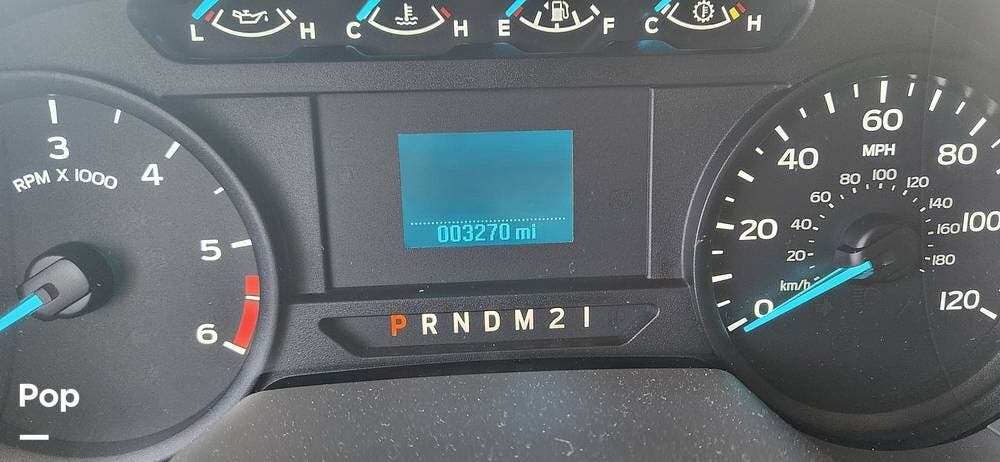 L H C H E F C H
3
RPM X 1000
4
5
6
003270 mi
P R N D M 2 1
60
MPH
40 80
20 100
0 120
80 100 120
60 140
40 160
20 180
km/h
Pop